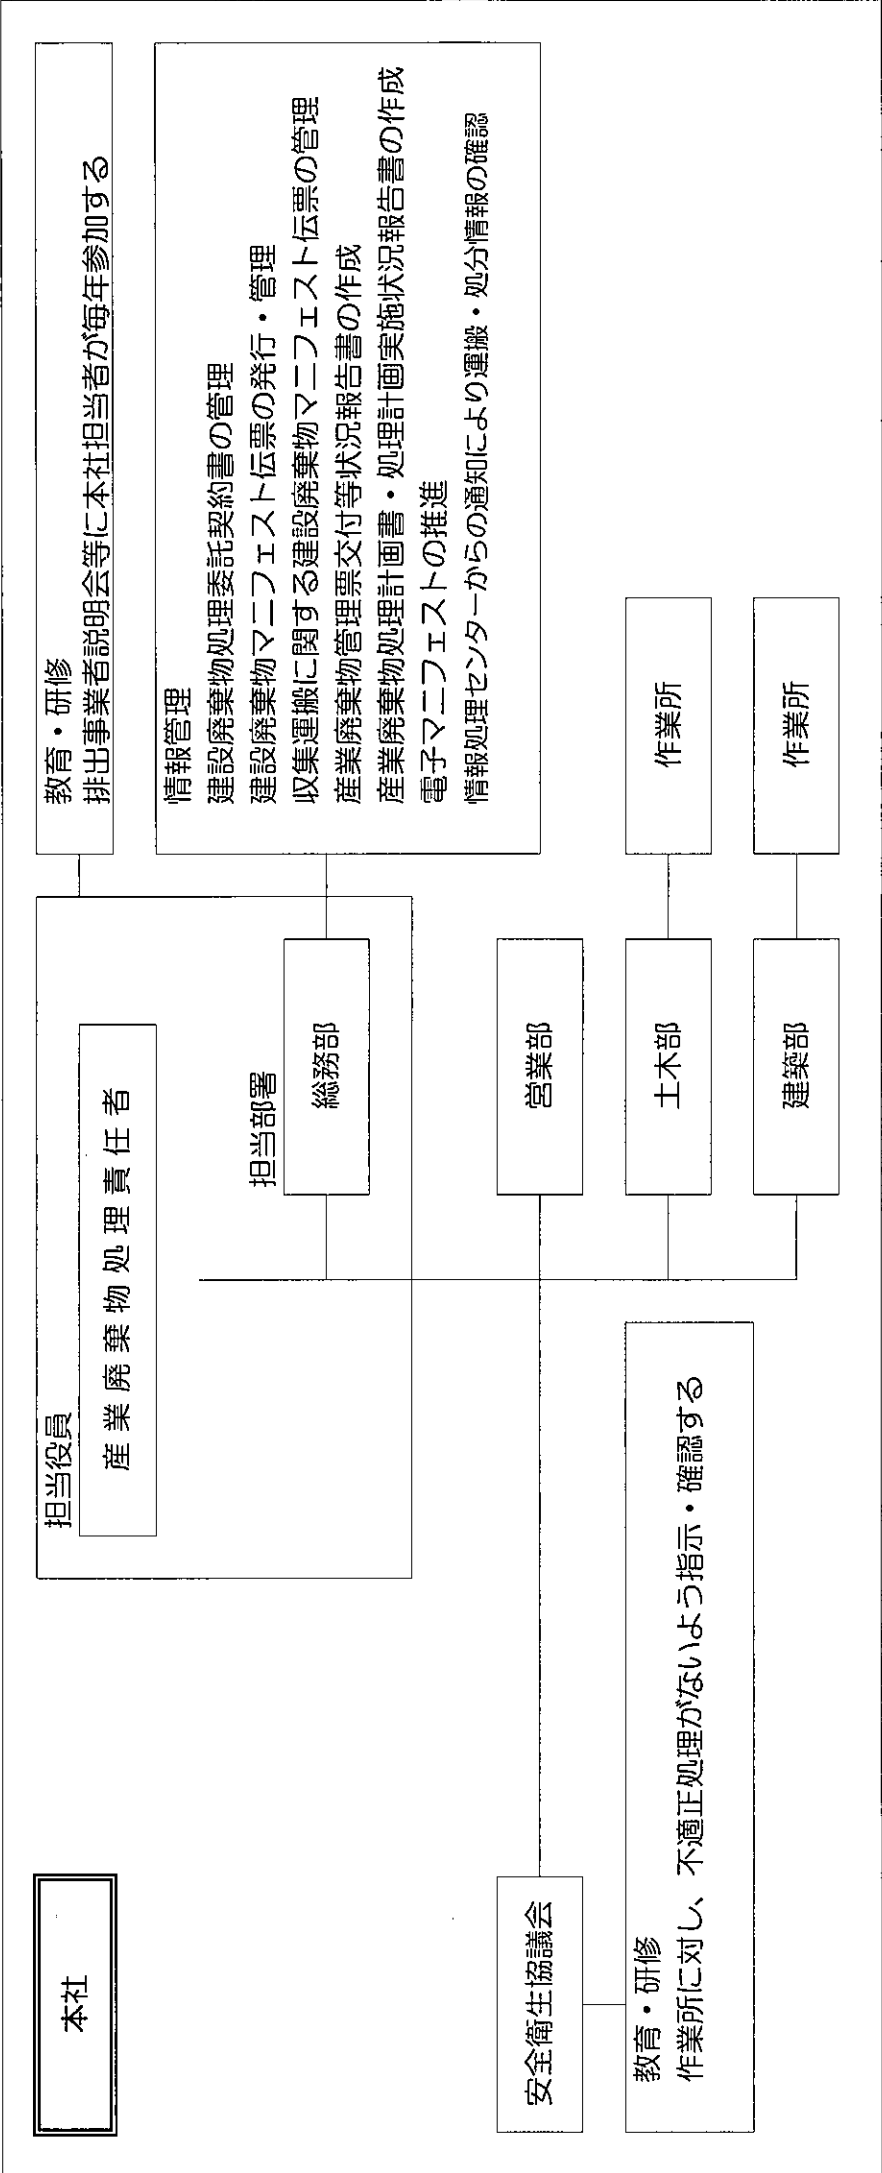 本社
担当役員
産業廃棄物処理責任者
教育・研修
排出事業者説明会等に本社担当者が毎年参加する
担当部署
総務部
情報管理
建設廃棄物処理委託契約書の管理
建設廃棄物マニフェスト伝票の発行・管理
収集運搬に関する建設廃棄物マニフェスト伝票の管理
産業廃棄物管理票交付等状況報告書の作成
産業廃棄物処理計画書・処理計画実施状況報告書の作成
電子マニフェストの推進
情報処理センターからの通知により運搬・処分情報の確認
安全衛生協議会
営業部
教育・研修
作業所に対し、不適正処理がないよう指示・確認する
土木部
作業所
建築部
作業所